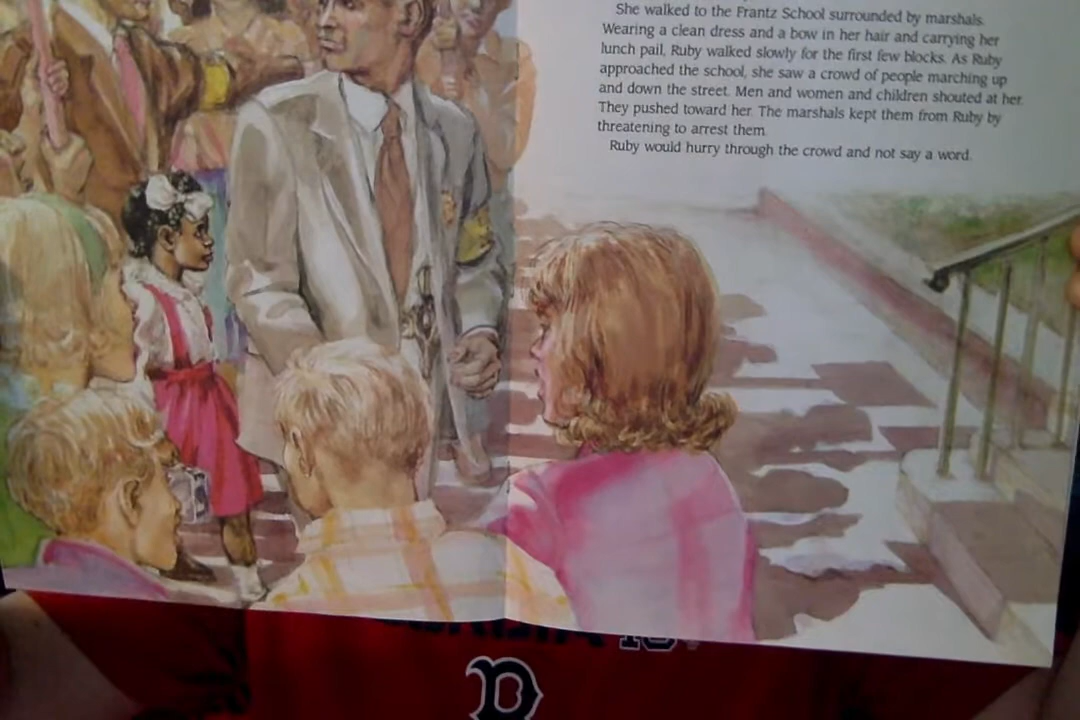 She walked to the Frantz School surrounded by marshals.
Wearing a clean dress and a bow in her hair and carrying her
lunch pail, Ruby walked slowly for the first few blocks. As Ruby
approached the school, she saw a crowd of people marching up
and down the street. Men and women and children shouted at her.
They pushed toward her. The marshals kept them from Ruby by
threatening to arrest them.
Ruby would hurry through the crowd and not say a word.
B